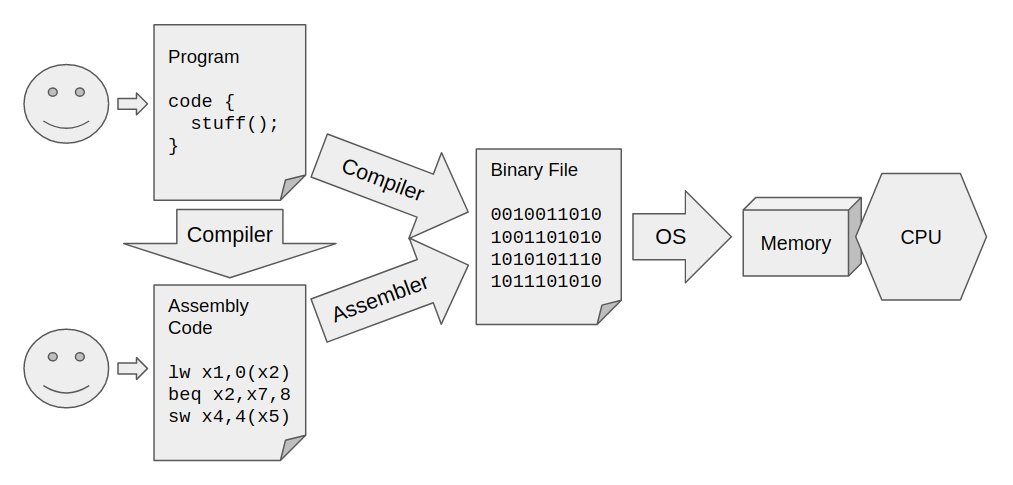 Program
code {
  stuff();
}
Compiler
Compiler
Assembly
Code
lw x1,0(x2)
beq x2,x7,8
sw x4,4(x5)
Assembler
Binary File
0010011010
1001101010
1010101110
1011101010
OS
Memory
CPU